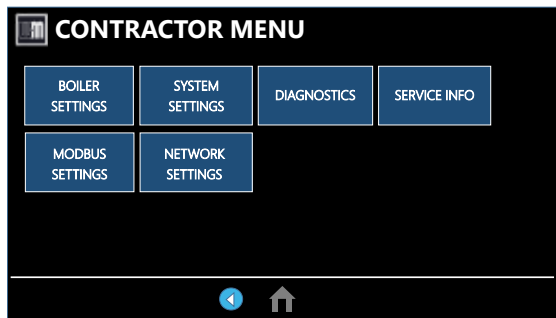 CONTRACTOR MENU
BOILER
SETTINGS
SYSTEM
SETTINGS
DIAGNOSTICS
SERVICE INFO
MODBUS
SETTINGS
NETWORK
SETTINGS